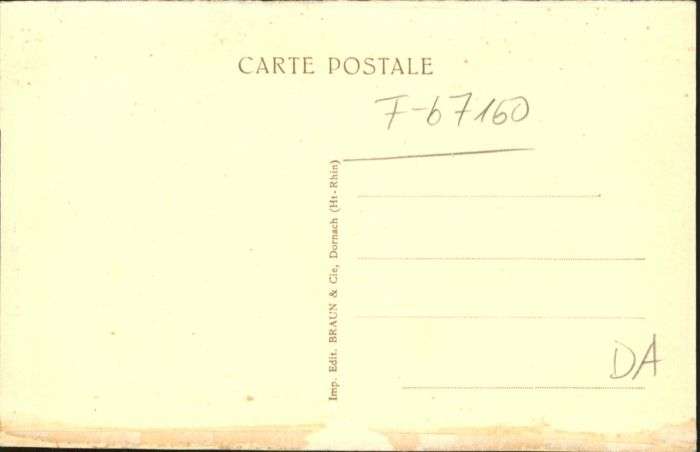 CARTE POSTALE
F-67160
Imp. Edit. BRAUN & Cie, Dornach (Ht-Rhin)
DA